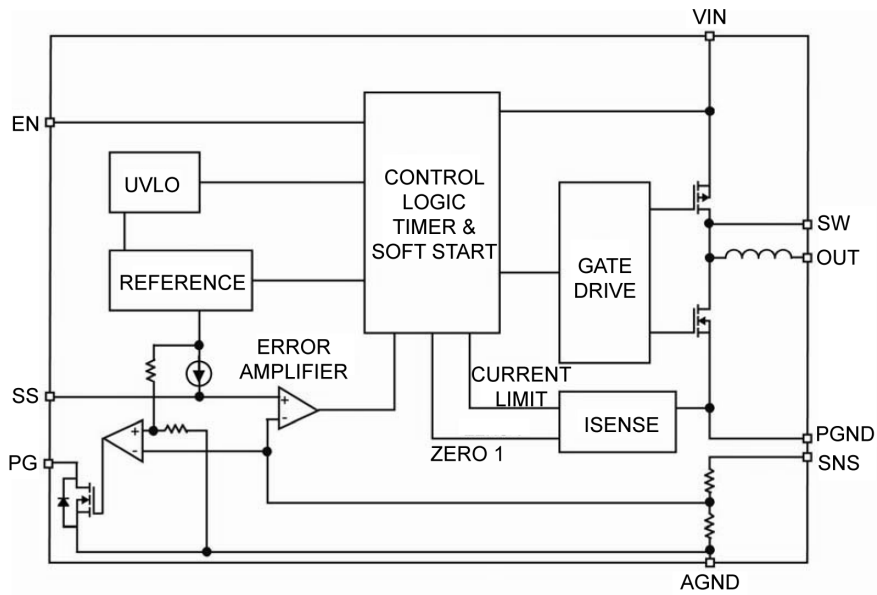 VIN
EN
UVLO
CONTROL
LOGIC
TIMER &
SOFT START
SW
OUT
REFERENCE
GATE
DRIVE
ERROR
AMPLIFIER
+
-
SS
CURRENT
LIMIT
ISENSE
PGND
+
-
PG
ZERO 1
SNS
AGND